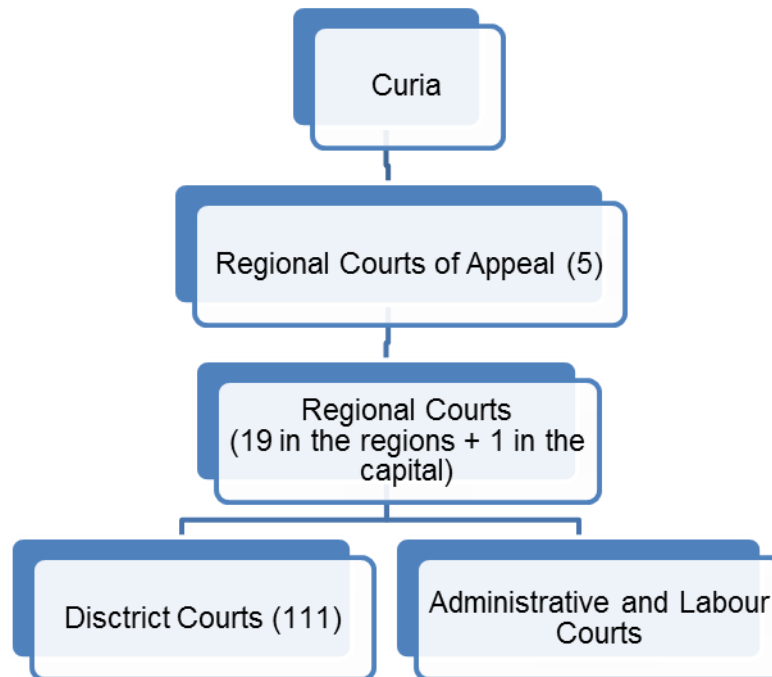 Curia
Regional Courts of Appeal (5)
Regional Courts
(19 in the regions + 1 in the
capital)
Disctrict Courts (111)
Administrative and Labour
Courts